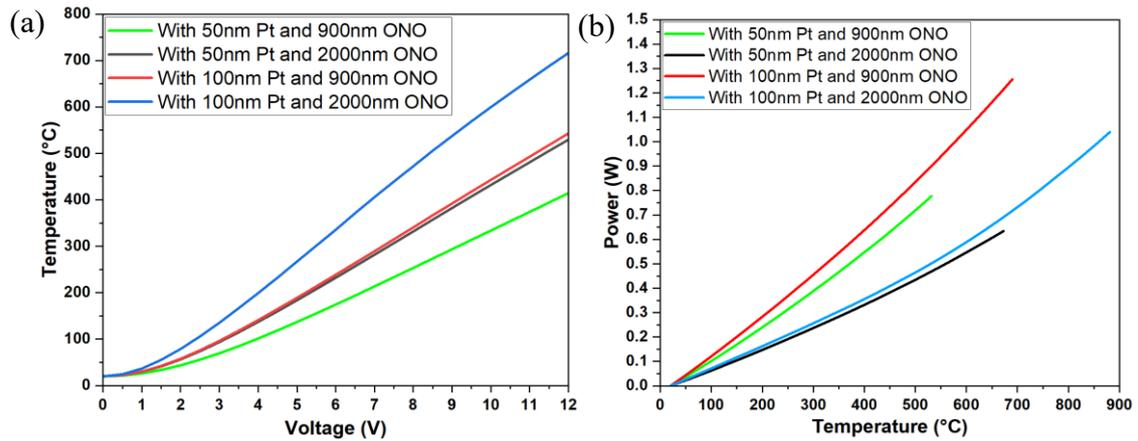 (a)
800
700
600
500
400
300
200
100
0
Temperature (°C)
With 50nm Pt and 900nm ONO
With 50nm Pt and 2000nm ONO
With 100nm Pt and 900nm ONO
With 100nm Pt and 2000nm ONO
0 1 2 3 4 5 6 7 8 9 10 11 12
Voltage (V)
(b)
1.5
1.4
1.3
1.2
1.1
1.0
0.9
0.8
0.7
0.6
0.5
0.4
0.3
0.2
0.1
0.0
Power (W)
With 50nm Pt and 900nm ONO
With 50nm Pt and 2000nm ONO
With 100nm Pt and 900nm ONO
With 100nm Pt and 2000nm ONO
0 100 200 300 400 500 600 700 800 900
Temperature (°C)